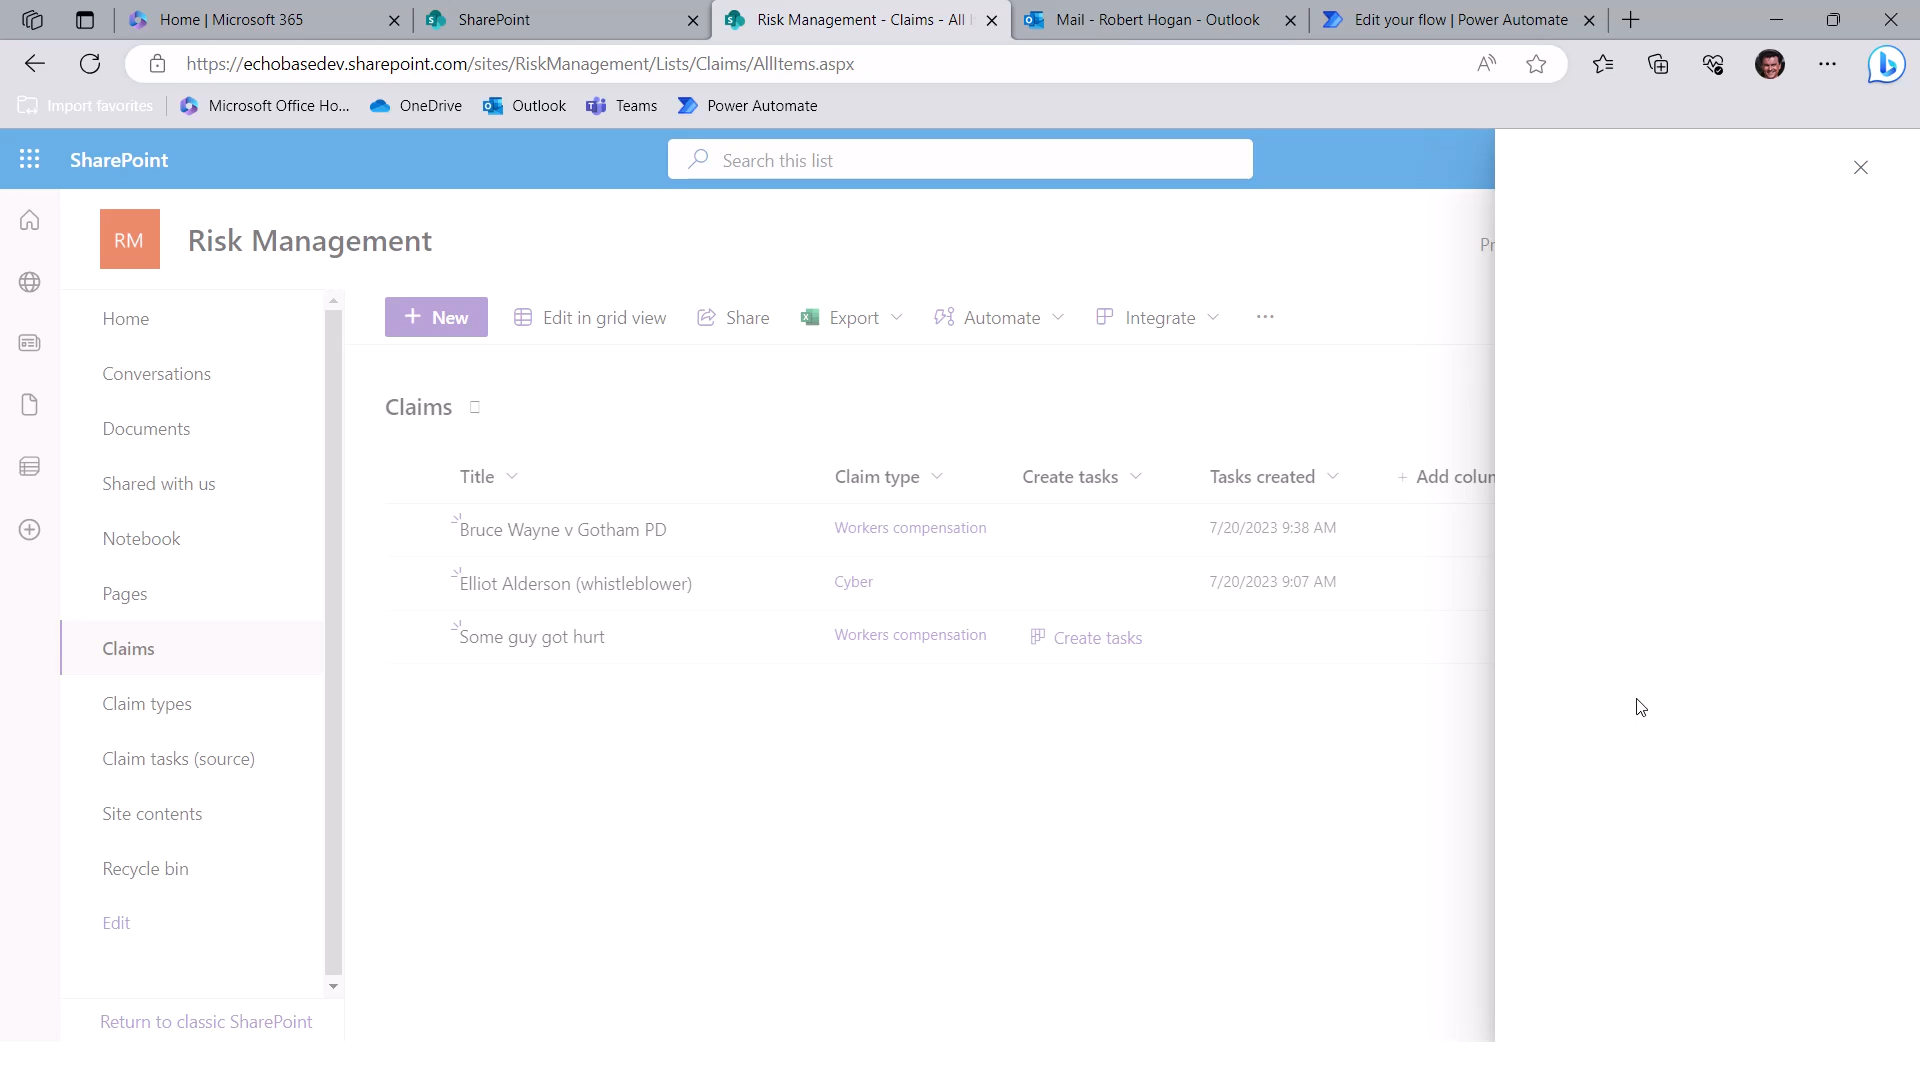 Home | Microsoft 365
SharePoint
Risk Management - Claims - All
Mail - Robert Hogan - Outlook
Edit your flow | Power Automate
https://echobasedev.sharepoint.com/sites/RiskManagement/Lists/Claims/AllItems.aspx
Import favorites
Microsoft Office Ho...
OneDrive
Outlook
Teams
Power Automate
SharePoint
Search this list
RM
Risk Management
Pr
Home
Conversations
Documents
Shared with us
Notebook
Pages
Claims
Claim types
Claim tasks (source)
Site contents
Recycle bin
Edit
Return to classic SharePoint
+ New
Edit in grid view
Share
Export
Automate
Integrate
...
Claims
Title Claim type Create tasks Tasks created + Add colum
Bruce Wayne v Gotham PD Workers compensation 7/20/2023 9:38 AM
Elliot Alderson (whistleblower) Cyber 7/20/2023 9:07 AM
Some guy got hurt Workers compensation Create tasks